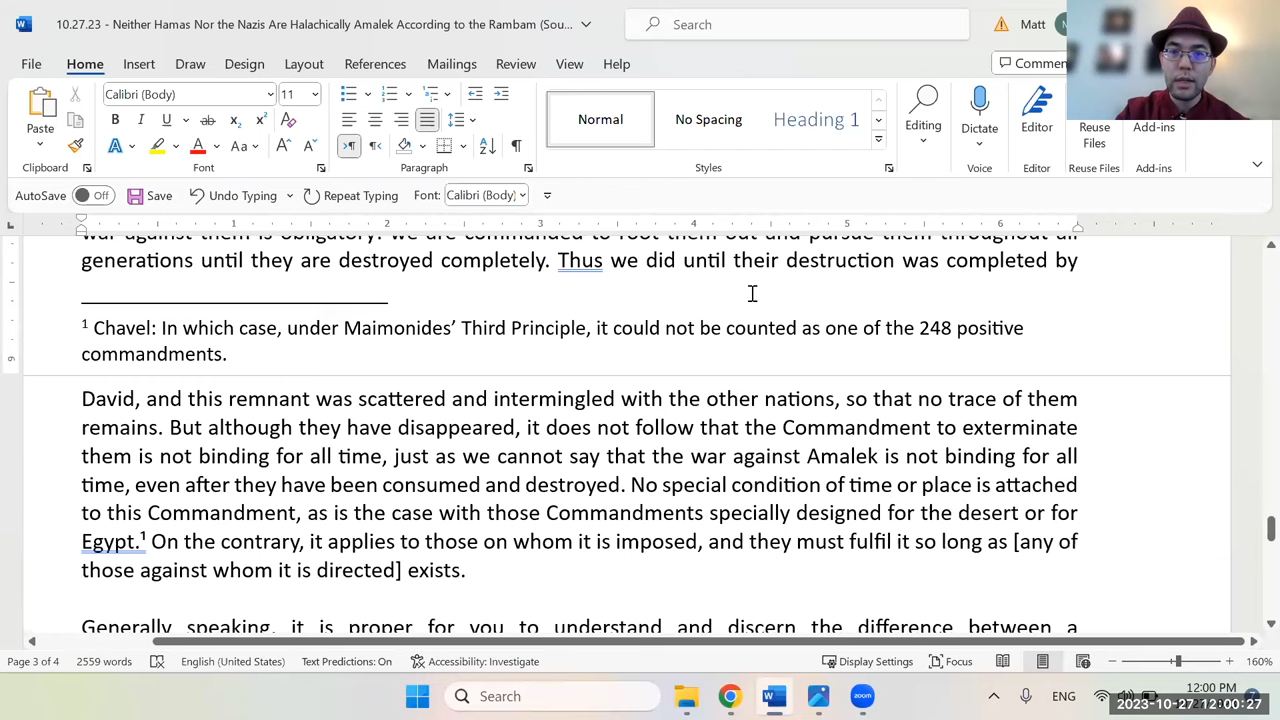 10.27.23 - Neither Hamas Nor the Nazis Are Halachically Amalek According to the Rambam (Sou...
Search
Matt
File Home Insert Draw Design Layout References Mailings Review View Help
Commen
Calibri (Body) 11
Paste
B I U ab x₂ x²
Aa
Normal No Spacing Heading 1
Editing Dictate Editor Reuse Files Add-ins
Clipboard Font Paragraph Styles Voice Editor Reuse Files Add-ins
AutoSave Off Save Undo Typing Repeat Typing Font: Calibri (Body)
1 2 3 4 5 6
war against them is obligatory: we are commanded to root them out and pursue them throughout all
generations until they are destroyed completely. Thus we did until their destruction was completed by
¹ Chavel: In which case, under Maimonides’ Third Principle, it could not be counted as one of the 248 positive
commandments.
David, and this remnant was scattered and intermingled with the other nations, so that no trace of them
remains. But although they have disappeared, it does not follow that the Commandment to exterminate
them is not binding for all time, just as we cannot say that the war against Amalek is not binding for all
time, even after they have been consumed and destroyed. No special condition of time or place is attached
to this Commandment, as is the case with those Commandments specially designed for the desert or for
Egypt.¹ On the contrary, it applies to those on whom it is imposed, and they must fulfil it so long as [any of
those against whom it is directed] exists.
Generally speaking, it is proper for you to understand and discern the difference between a
Page 3 of 4 2559 words English (United States) Text Predictions: On Accessibility: Investigate Display Settings Focus 160%
Search
ENG
12:00 PM
2023-10-27 12:00:27